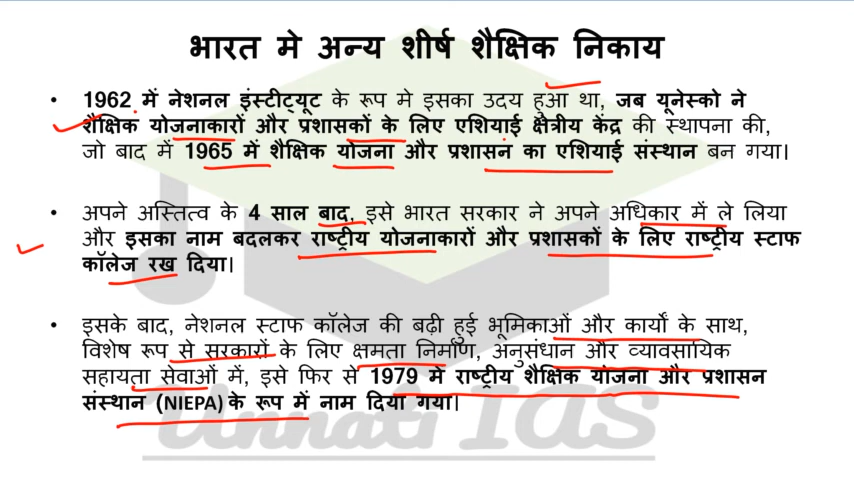 भारत मे अन्य शीर्ष शैक्षिक निकाय
• 1962 में नेशनल इंस्टीट्यूट के रूप मे इसका उदय हुआ था, जब यूनेस्को ने
शैक्षिक योजनाकारों और प्रशासकों के लिए एशियाई क्षेत्रीय केंद्र की स्थापना की,
जो बाद में 1965 में शैक्षिक योजना और प्रशासन का एशियाई संस्थान बन गया।
• अपने अस्तित्व के 4 साल बाद, इसे भारत सरकार ने अपने अधिकार में ले लिया
और इसका नाम बदलकर राष्ट्रीय योजनाकारों और प्रशासकों के लिए राष्ट्रीय स्टाफ
कॉलेज रख दिया।
• इसके बाद, नेशनल स्टाफ कॉलेज की बढ़ी हुई भूमिकाओं और कार्यों के साथ,
विशेष रूप से सरकारों के लिए क्षमता निर्माण, अनुसंधान और व्यावसायिक
सहायता सेवाओं में, इसे फिर से 1979 में राष्ट्रीय शैक्षिक योजना और प्रशासन
संस्थान (NIEPA) के रूप में नाम दिया गया।
Unnati IAS